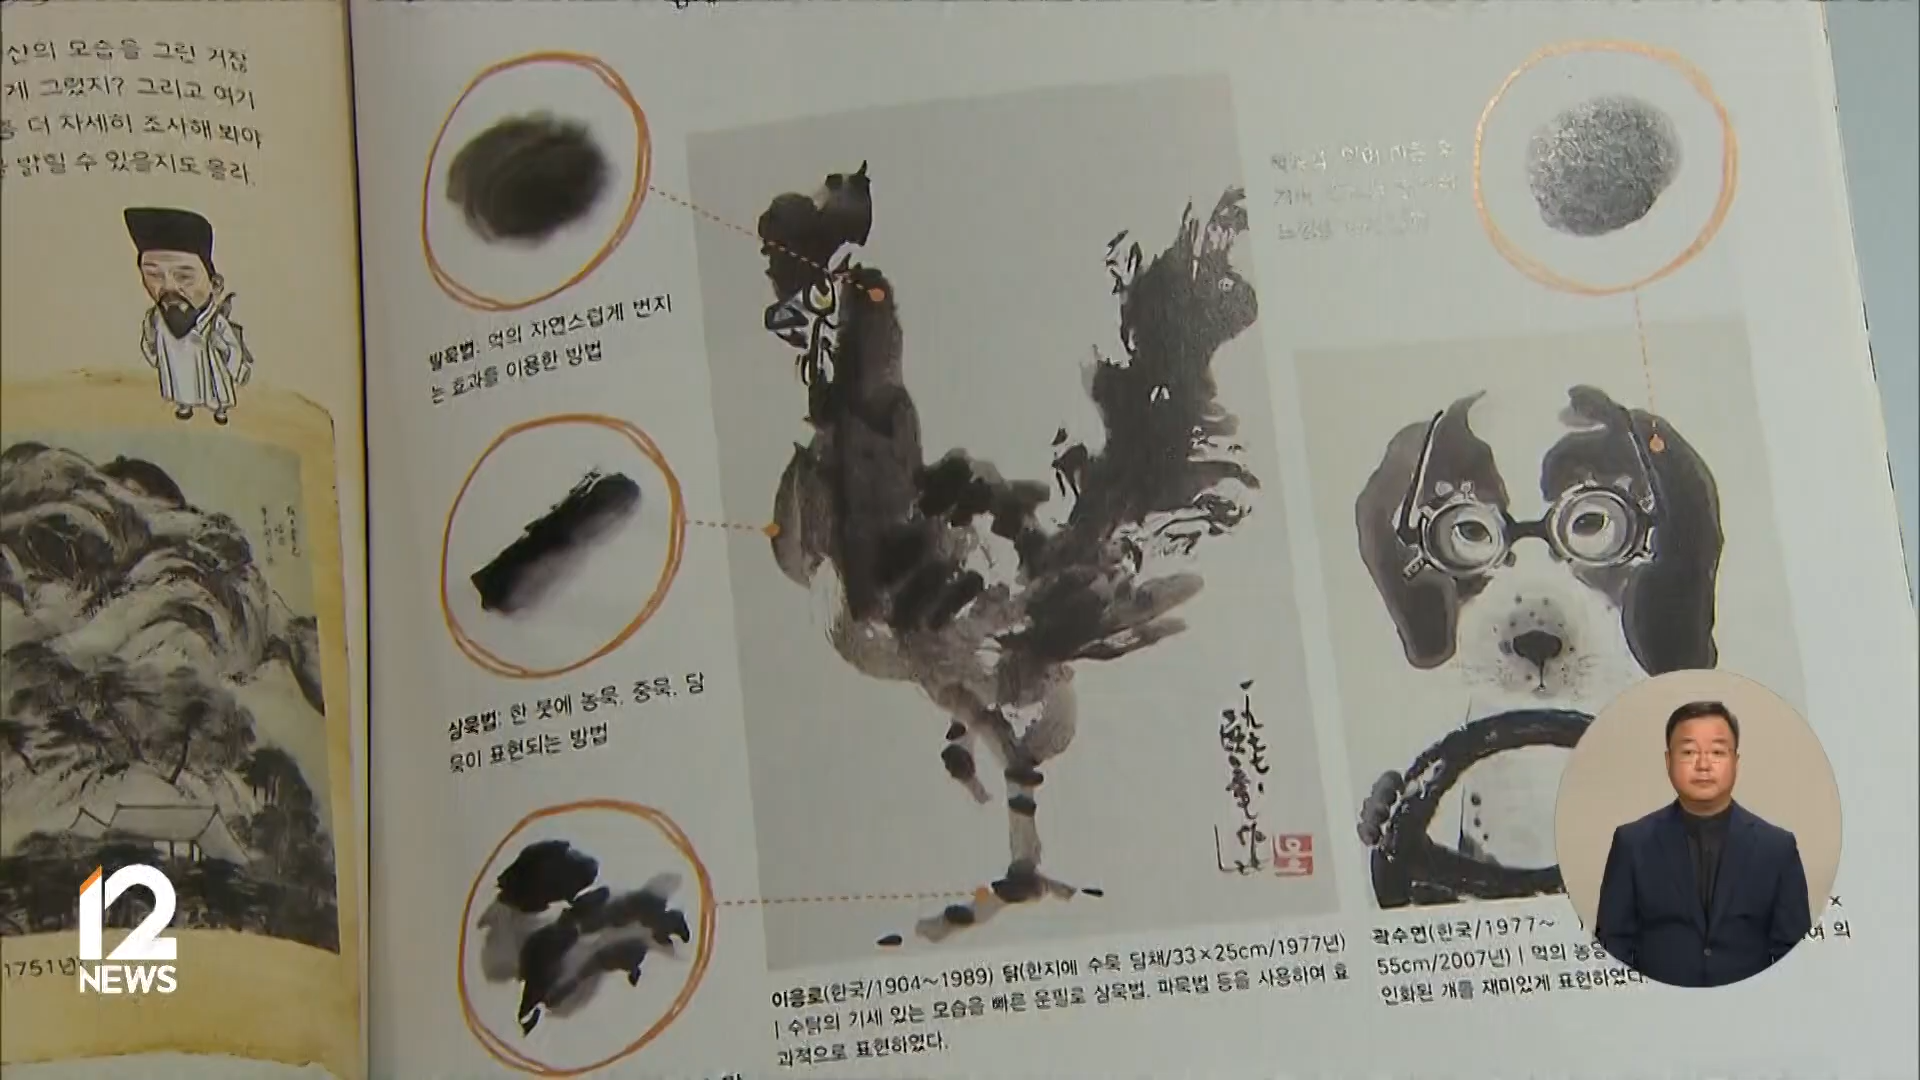 산의 모습을 그린 거잖
게 그렸지? 그리고 여기
좀 더 자세히 조사해 봐야
밝힐 수 있을지도 몰라.
1751년
발묵법: 먹의 자연스럽게 번지
는 효과를 이용한 방법
삼묵법: 한 붓에 농묵, 중묵, 담
묵이 표현되는 방법
이응로(한국/1904~1989) 닭(한지에 수묵 담채/33×25cm/1977년)
| 수탉의 기세 있는 모습을 빠른 운필로 삼묵법, 파묵법 등을 사용하여 효
과적으로 표현하였다.
곽수연(한국/1977~
×
55cm/2007년) | 먹의 농
여 의
인화된 개를 재미있게 표현하였다.
12
NEWS